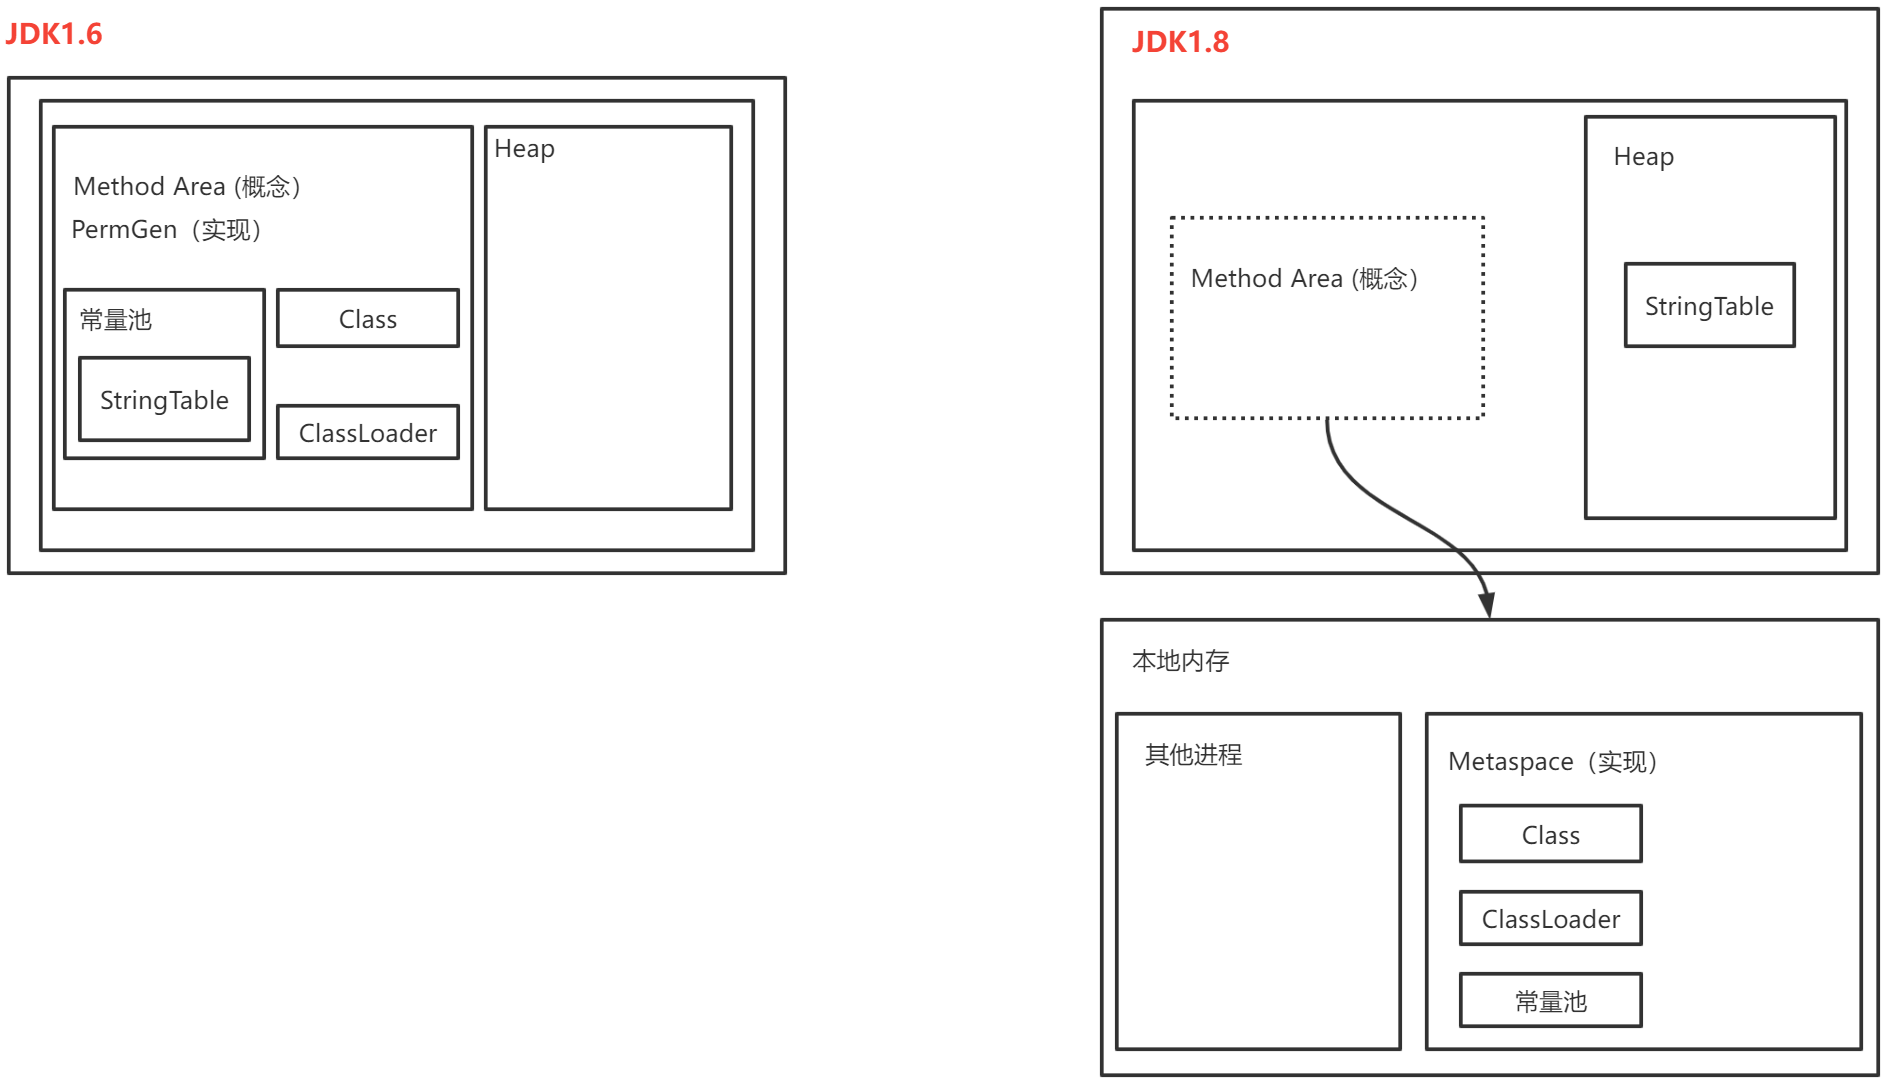 JDK1.6
Method Area (概念）
PermGen（实现）
常量池
StringTable
Class
ClassLoader
Heap
JDK1.8
Method Area (概念）
Heap
StringTable
本地内存
其他进程
Metaspace（实现）
Class
ClassLoader
常量池